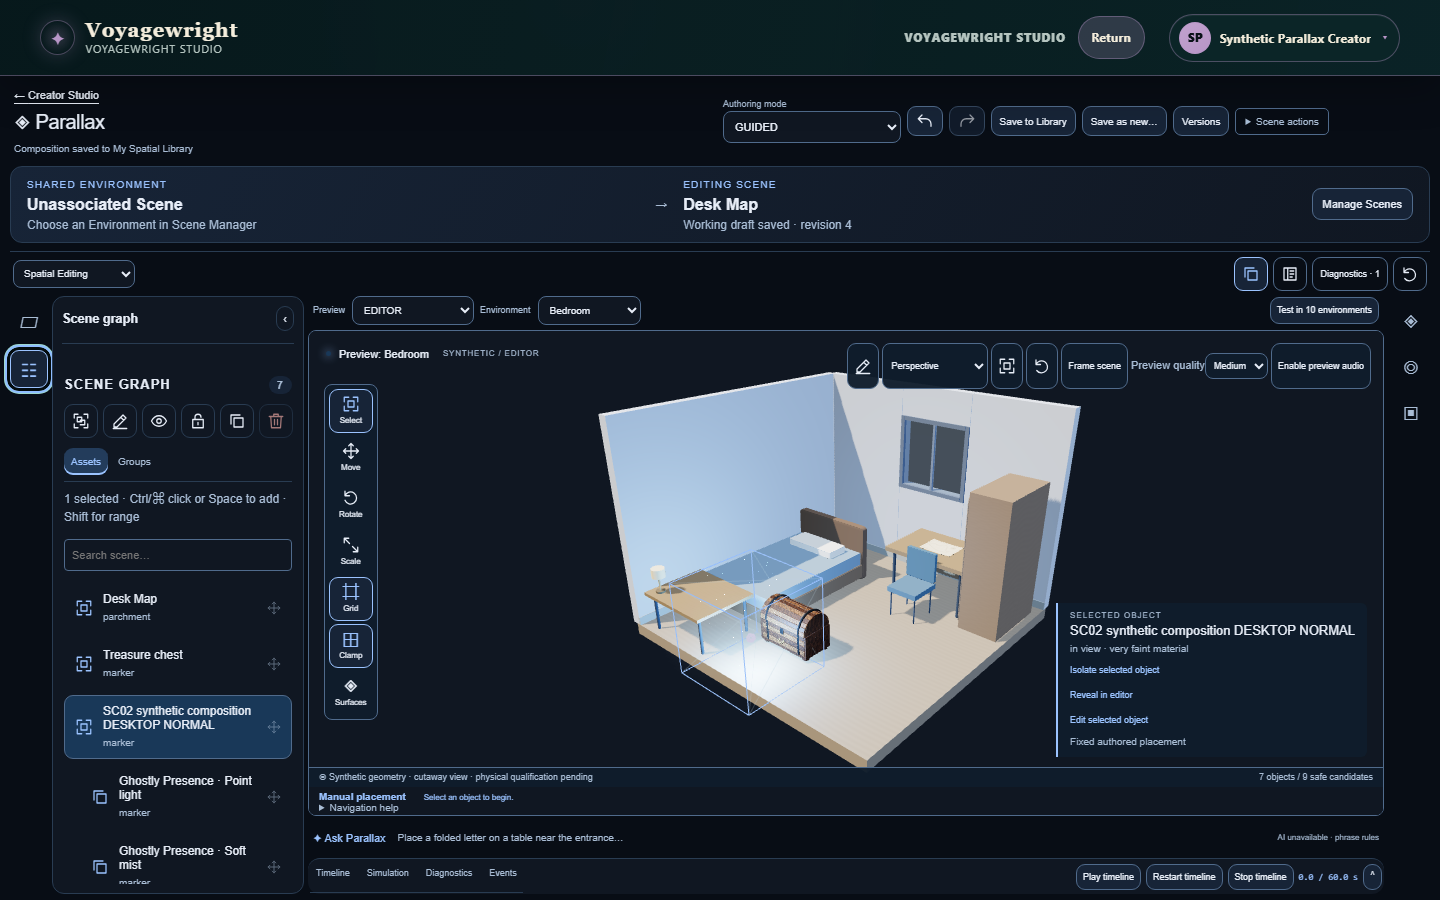 Voyagewright
VOYAGEWRIGHT STUDIO
VOYAGEWRIGHT STUDIO
Return
SP
Synthetic Parallax Creator
← Creator Studio
Parallax
Composition saved to My Spatial Library
Authoring mode
GUIDED
Save to Library
Save as new...
Versions
Scene actions
SHARED ENVIRONMENT
Unassociated Scene
Choose an Environment in Scene Manager
→
EDITING SCENE
Desk Map
Working draft saved · revision 4
Manage Scenes
Spatial Editing
Diagnostics · 1
Scene graph
Preview
EDITOR
Environment
Bedroom
Test in 10 environments
SCENE GRAPH
7
Assets
Groups
1 selected · Ctrl/⌘ click or Space to add ·
Shift for range
Search scene...
Desk Map
parchment
Treasure chest
marker
SC02 synthetic composition
DESKTOP NORMAL
marker
Ghostly Presence · Point
light
marker
Ghostly Presence · Soft
mist
marker
Preview: Bedroom
SYNTHETIC / EDITOR
Perspective
Frame scene
Preview quality
Medium
Enable preview audio
Select
Move
Rotate
Scale
Grid
Clamp
Surfaces
SELECTED OBJECT
SC02 synthetic composition DESKTOP NORMAL
in view · very faint material
Isolate selected object
Reveal in editor
Edit selected object
Fixed authored placement
Synthetic geometry · cutaway view · physical qualification pending
7 objects / 9 safe candidates
Manual placement
Select an object to begin.
Navigation help
✦ Ask Parallax
Place a folded letter on a table near the entrance...
AI unavailable · phrase rules
Timeline
Simulation
Diagnostics
Events
Play timeline
Restart timeline
Stop timeline
0.0 / 60.0 s